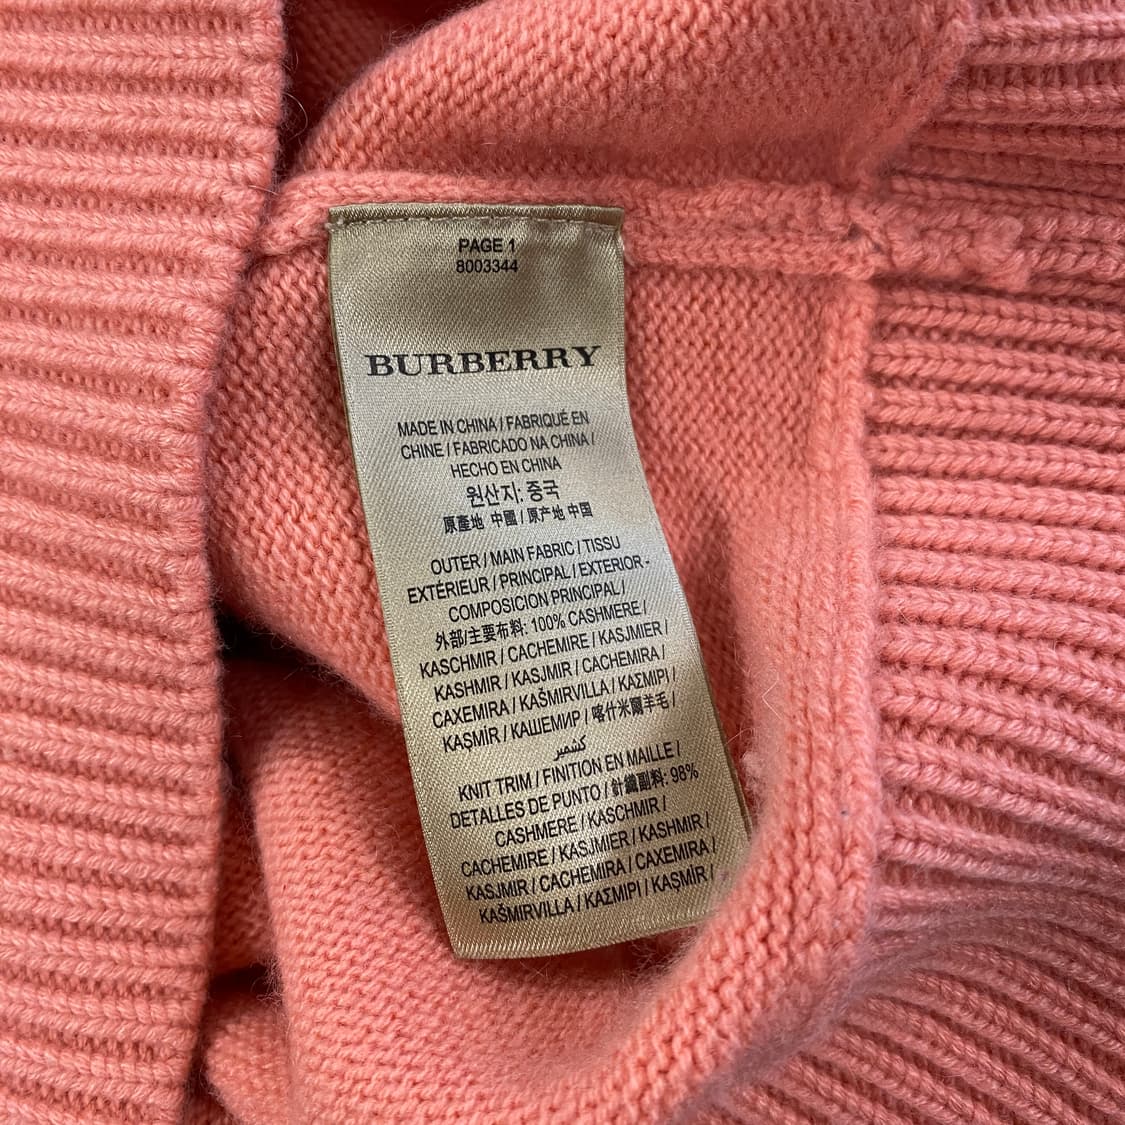 PAGE 1
8003344
BURBERRY
MADE IN CHINA / FABRIQUÉ EN
CHINE / FABRICADO NA CHINA /
HECHO EN CHINA
원산지: 중국
原產地 中國 / 原产地 中国
OUTER / MAIN FABRIC / TISSU
EXTÉRIEUR / PRINCIPAL / EXTERIOR -
COMPOSICION PRINCIPAL /
外部/主要布料: 100% CASHMERE /
KASCHMIR / CACHEMIRE / KASJMIER /
KASHMIR / KASJMIR / CACHEMIRA /
CAXEMIRA / KAŠMIRVILLA / ΚΑΣΜΙΡΙ /
KAŞMİR / КАШЕМИР / 喀什米爾羊毛 /
كشمير
KNIT TRIM / FINITION EN MAILLE /
DETALLES DE PUNTO / 針織副料: 98%
CASHMERE / KASCHMIR /
CACHEMIRE / KASJMIER / KASHMIR /
KASJMIR / CACHEMIRA / CAXEMIRA /
KAŠMIRVILLA / ΚΑΣΜΙΡΙ / KAŞMİR /